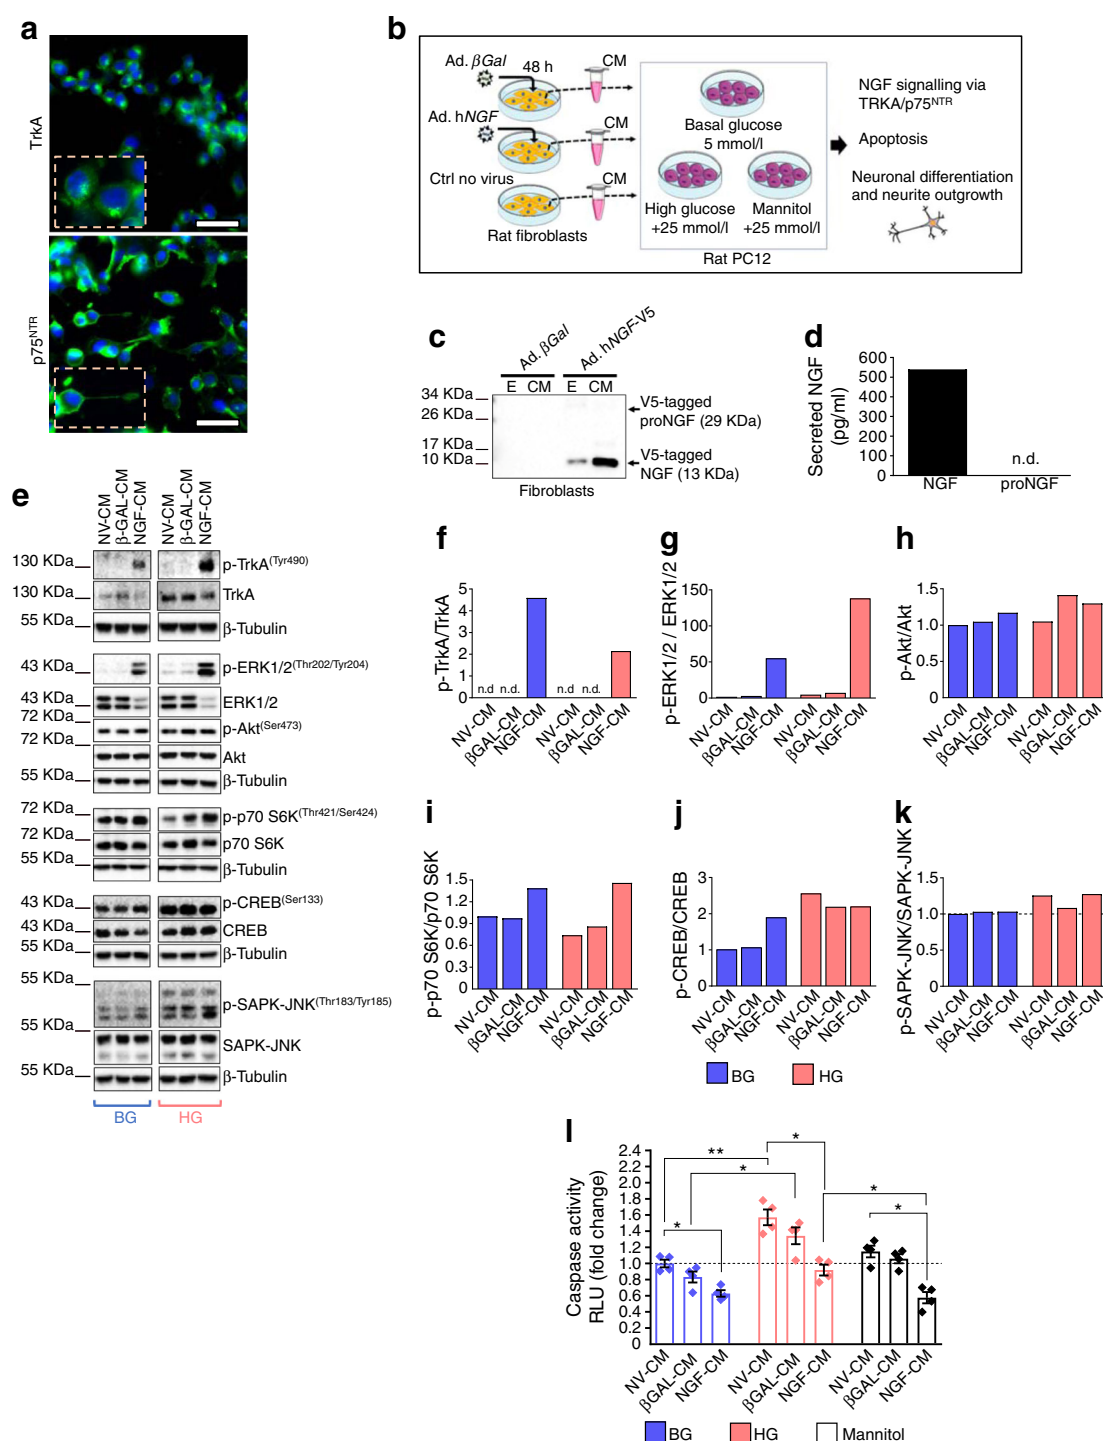 a
TrkA
p75NTR
b
Ad. βGal
48 h
CM
Ad. hNGF
CM
Ctrl no virus
CM
Rat fibroblasts
Basal glucose
5 mmol/l
High glucose
+25 mmol/l
Mannitol
+25 mmol/l
Rat PC12
NGF signalling via
TRKA/p75NTR
Apoptosis
Neuronal differentiation
and neurite outgrowth
c
Ad. βGal
Ad. hNGF-V5
E CM E CM
34 KDa
26 KDa
17 KDa
10 KDa
V5-tagged
proNGF (29 KDa)
V5-tagged
NGF (13 KDa)
Fibroblasts
d
Secreted NGF
(pg/ml)
600
500
400
300
200
100
0
n.d.
NGF proNGF
e
NV-CM β-GAL-CM NGF-CM NV-CM β-GAL-CM NGF-CM
130 KDa p-TrkA(Tyr490)
130 KDa TrkA
55 KDa β-Tubulin
43 KDa p-ERK1/2(Thr202/Tyr204)
43 KDa ERK1/2
72 KDa p-Akt(Ser473)
72 KDa Akt
55 KDa β-Tubulin
72 KDa p-p70 S6K(Thr421/Ser424)
72 KDa p70 S6K
55 KDa β-Tubulin
43 KDa p-CREB(Ser133)
43 KDa CREB
55 KDa β-Tubulin
55 KDa p-SAPK-JNK(Thr183/Tyr185)
55 KDa SAPK-JNK
55 KDa β-Tubulin
BG HG
f
p-TrkA/TrkA
5
4
3
2
1
0
n.d n.d. n.d. n.d.
NV-CM βGAL-CM NGF-CM NV-CM βGAL-CM NGF-CM
g
p-ERK1/2 / ERK1/2
150
100
50
0
NV-CM βGAL-CM NGF-CM NV-CM βGAL-CM NGF-CM
h
p-Akt/Akt
1.5
1.0
0.5
0
NV-CM βGAL-CM NGF-CM NV-CM βGAL-CM NGF-CM
i
p-p70 S6K/p70 S6K
1.5
1.2
0.9
0.6
0.3
0
NV-CM βGAL-CM NGF-CM NV-CM βGAL-CM NGF-CM
j
p-CREB/CREB
3
2
1
0
NV-CM βGAL-CM NGF-CM NV-CM βGAL-CM NGF-CM
k
p-SAPK-JNK/SAPK-JNK
1.5
1.0
0.5
0
NV-CM βGAL-CM NGF-CM NV-CM βGAL-CM NGF-CM
BG HG
l
Caspase activity
RLU (fold change)
2.4
2.2
2.0
1.8
1.6
1.4
1.2
1.0
0.8
0.6
0.4
0.2
0
* ** * * * *
NV-CM βGAL-CM NGF-CM NV-CM βGAL-CM NGF-CM NV-CM βGAL-CM NGF-CM
BG HG Mannitol